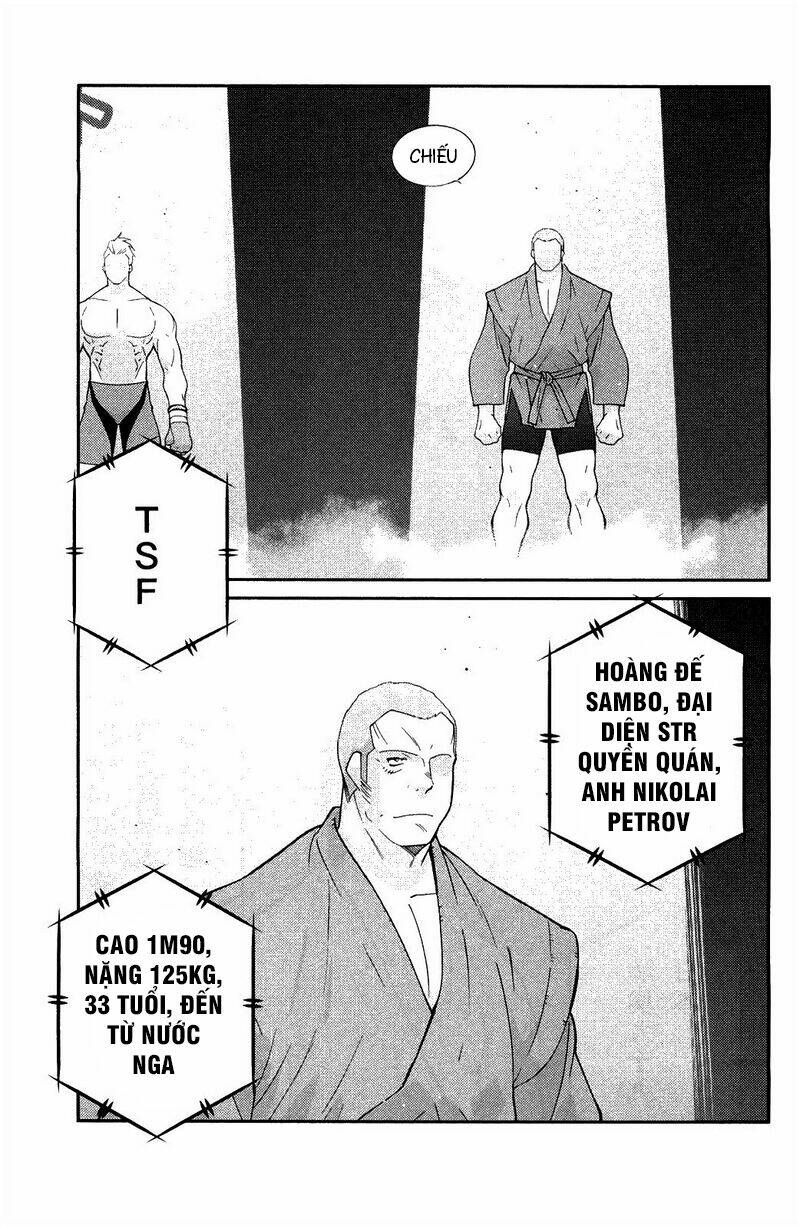 CHIẾU
T
S
F
HOÀNG ĐẾ
SAMBO, ĐẠI
DIỆN STR
QUYỀN QUÁN,
ANH NIKOLAI
PETROV
CAO 1M90,
NẶNG 125KG,
33 TUỔI, ĐẾN
TỪ NƯỚC
NGA